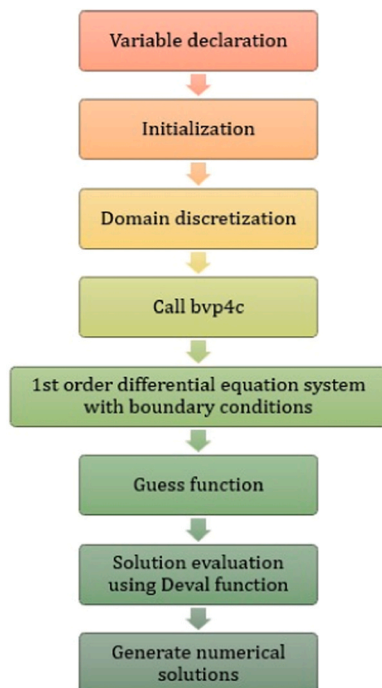 Variable declaration
Initialization
Domain discretization
Call bvp4c
1st order differential equation system
with boundary conditions
Guess function
Solution evaluation
using Deval function
Generate numerical
solutions